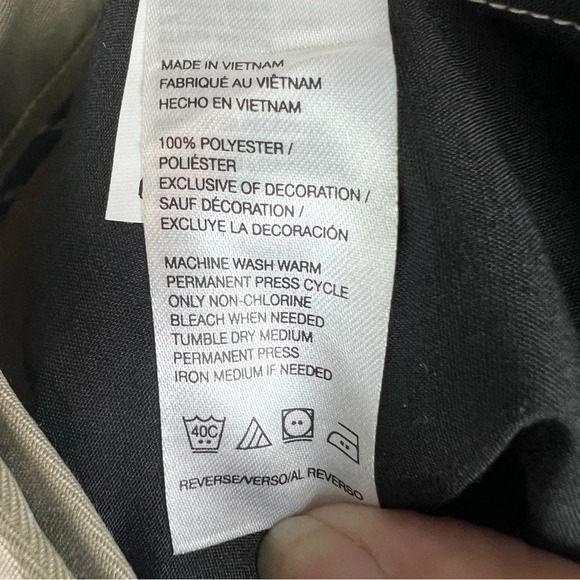 MADE IN VIETNAM
FABRIQUÉ AU VIÊTNAM
HECHO EN VIETNAM
100% POLYESTER /
POLIÉSTER
EXCLUSIVE OF DECORATION /
SAUF DÉCORATION /
EXCLUYE LA DECORACIÓN
MACHINE WASH WARM
PERMANENT PRESS CYCLE
ONLY NON-CHLORINE
BLEACH WHEN NEEDED
TUMBLE DRY MEDIUM
PERMANENT PRESS
IRON MEDIUM IF NEEDED
40C
REVERSE/VERSO/AL REVERSO